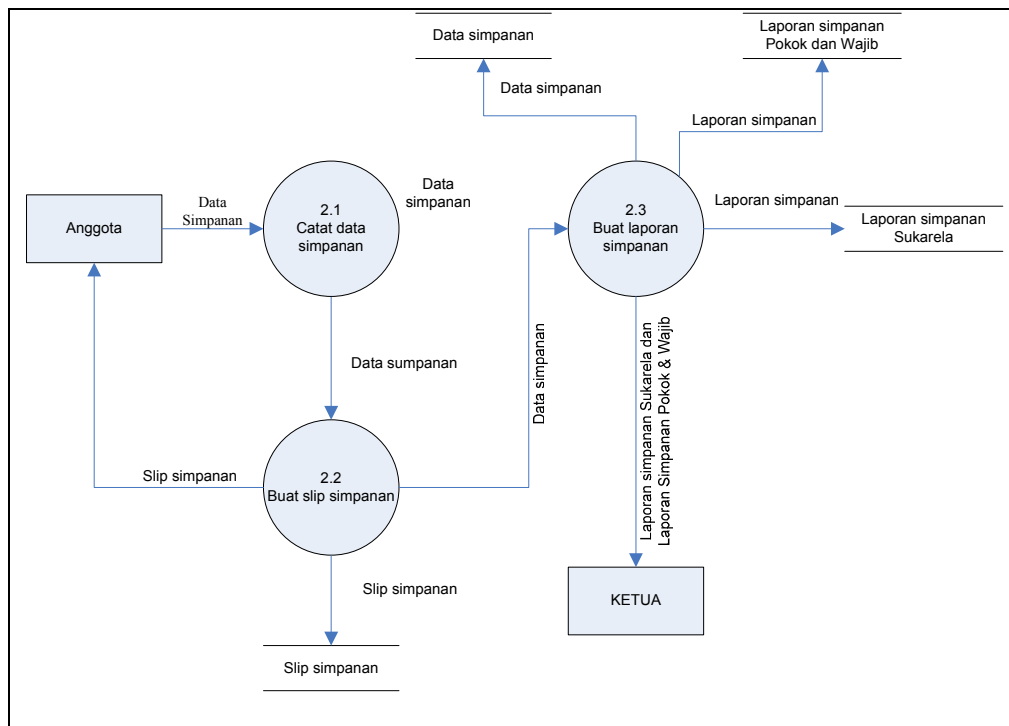 Data simpanan
Laporan simpanan
Pokok dan Wajib
Data simpanan
Laporan simpanan
Anggota
Data
Simpanan
2.1
Catat data
simpanan
Data
simpanan
2.3
Buat laporan
simpanan
Laporan simpanan
Laporan simpanan
Sukarela
Data sumpanan
Data simpanan
Laporan simpanan Sukarela dan
Laporan Simpanan Pokok & Wajib
Slip simpanan
2.2
Buat slip simpanan
Slip simpanan
KETUA
Slip simpanan